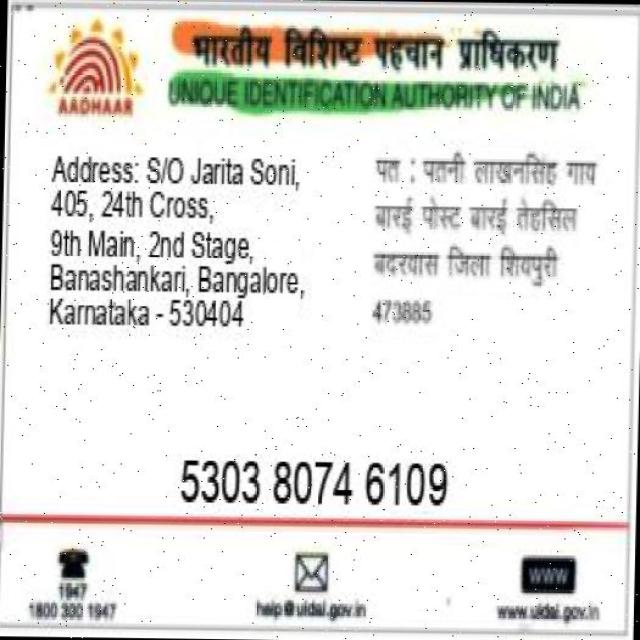 भारतीय विशिष्ट पहचान प्राधिकरण
AADHAAR
UNIQUE IDENTIFICATION AUTHORITY OF INDIA
Address: S/O Jarita Soni,
405, 24th Cross,
9th Main, 2nd Stage,
Banashankari, Bangalore,
Karnataka - 530404
पत : पतनी लाखनसिंह गाय
बारई पोस्ट बारई तेहसिल
बदरवास जिला शिवपुरी
473885
5303 8074 6109
1947
1800 300 1947
help@uidai.gov.in
WWW
www.uidai.gov.in